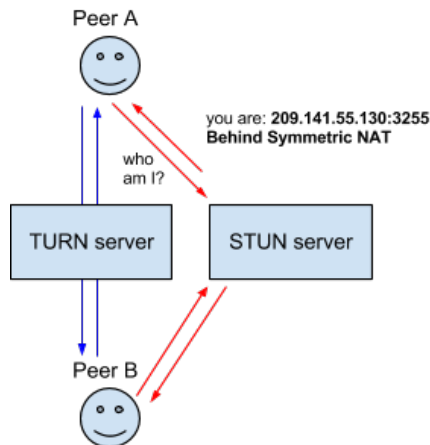 Peer A
you are: 209.141.55.130:3255
Behind Symmetric NAT
who
am I?
TURN server
STUN server
Peer B